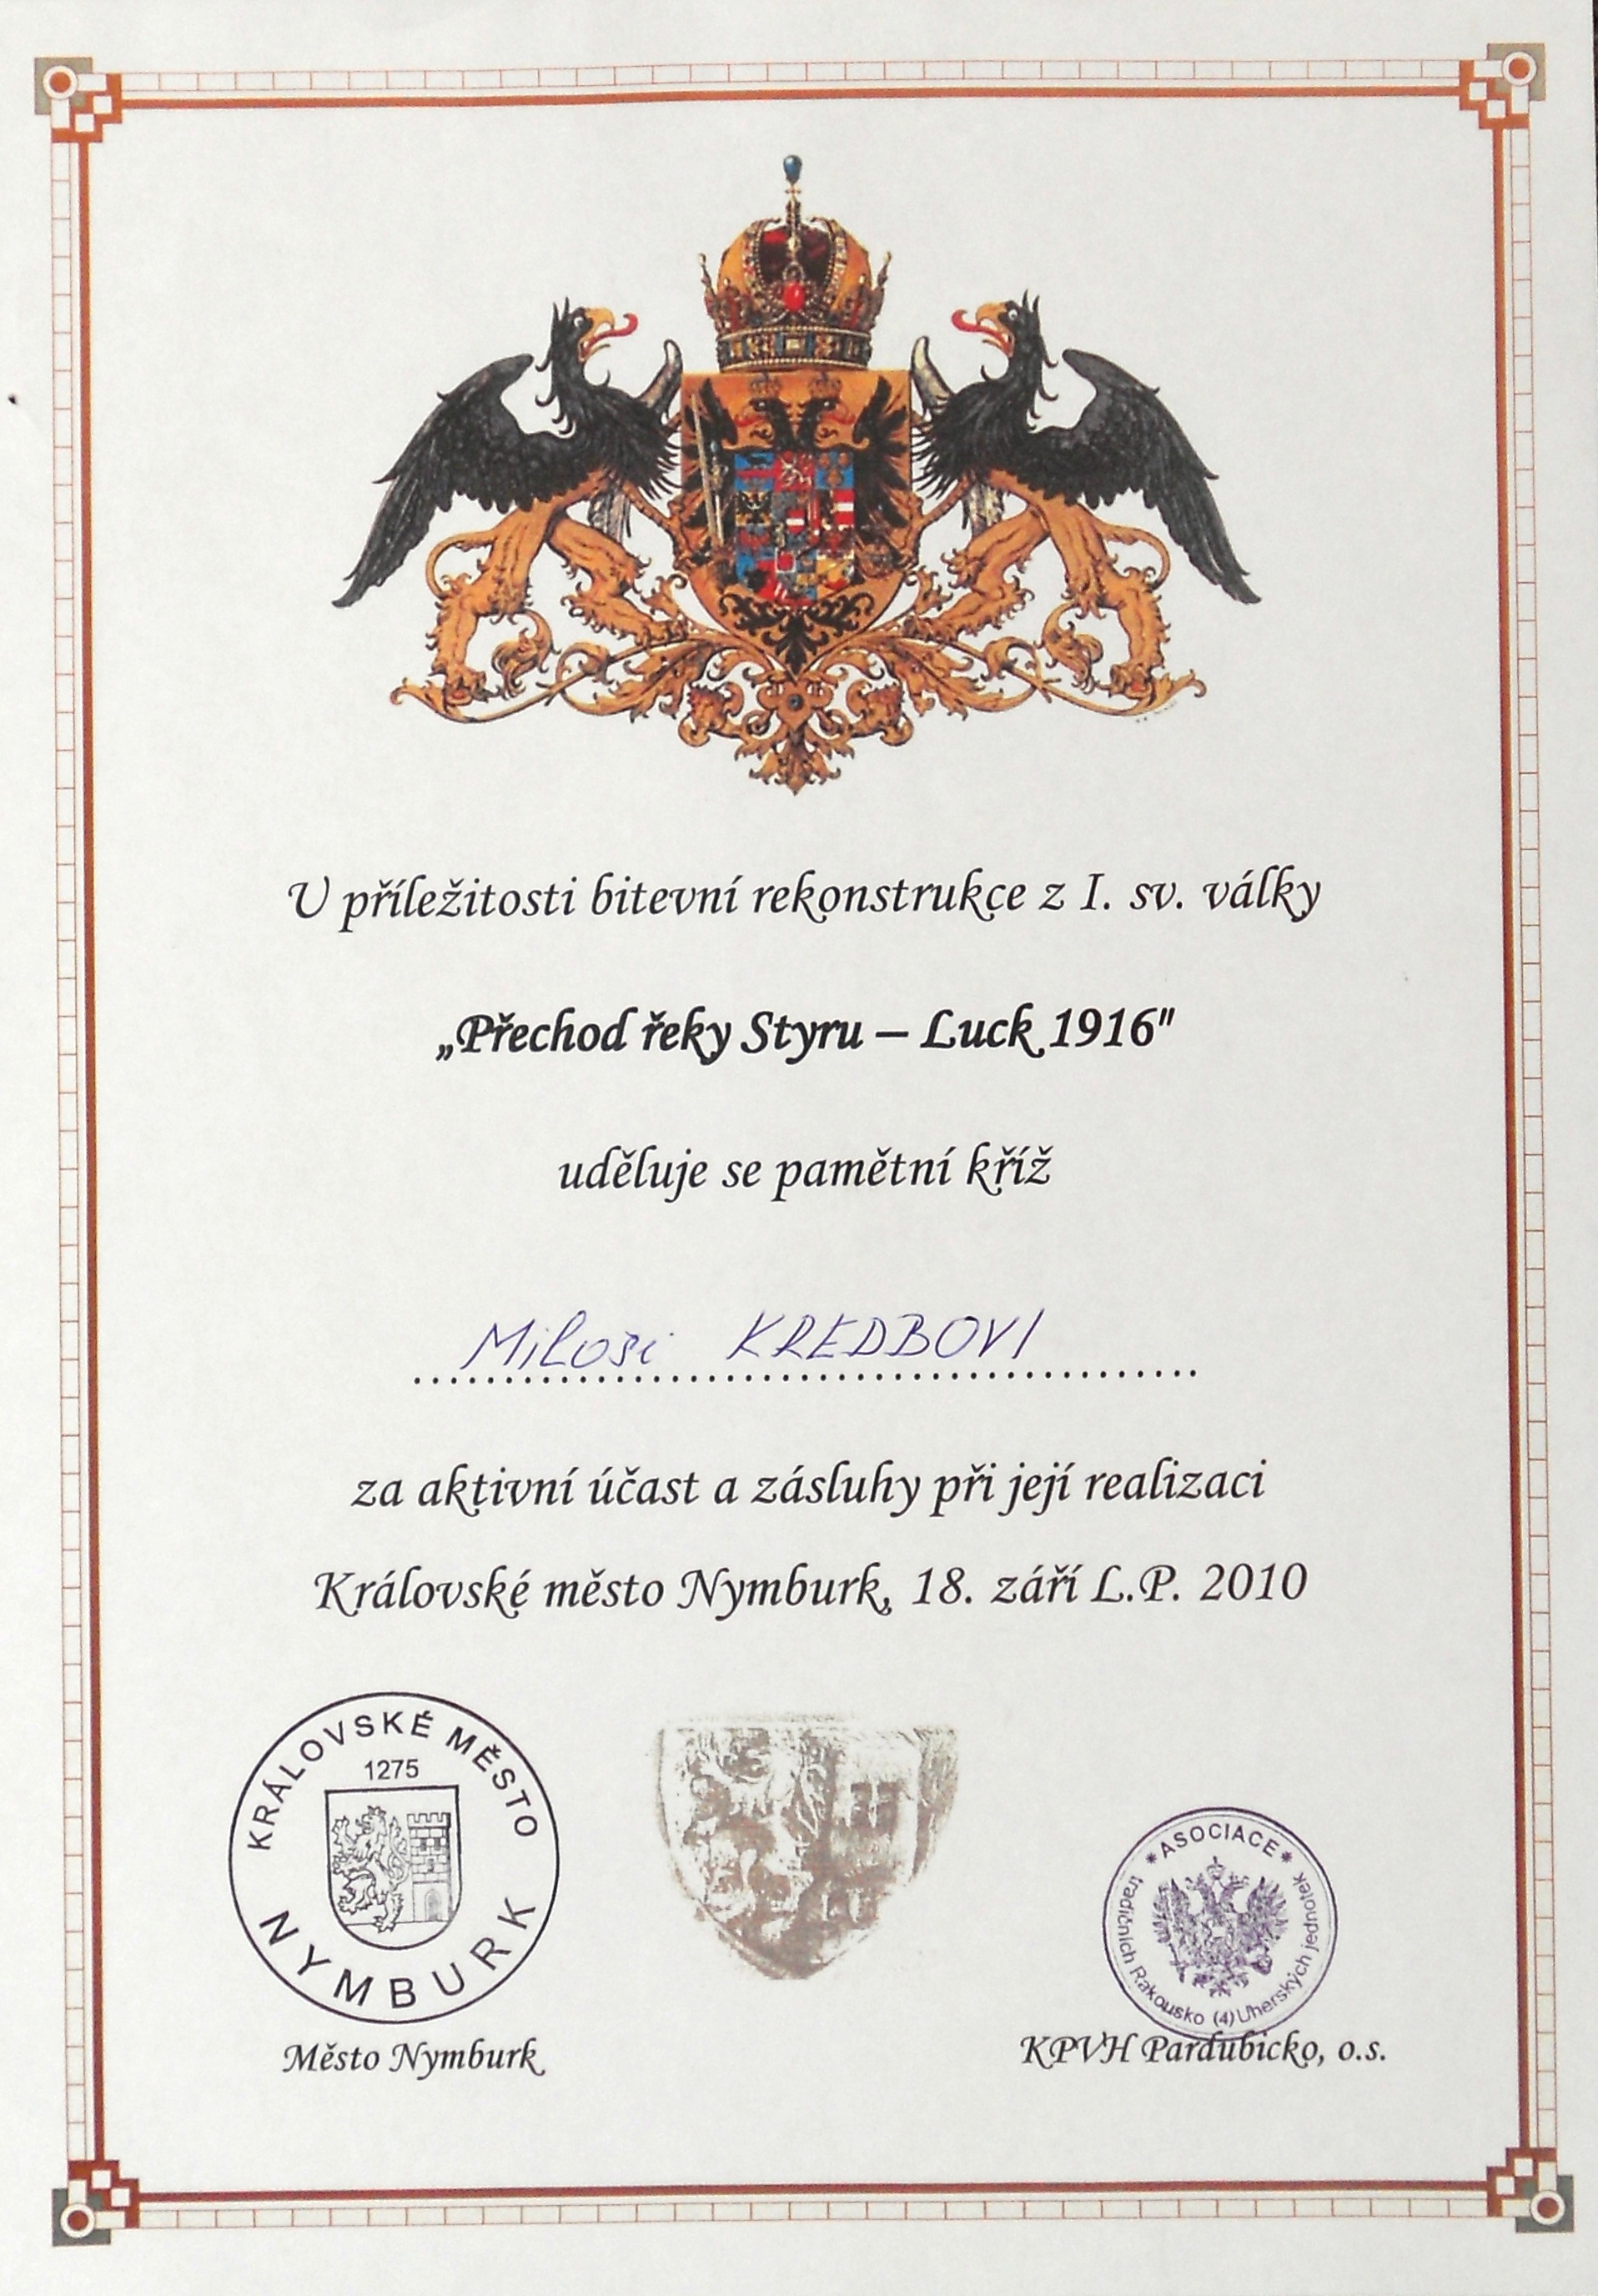 U příležitosti bitevní rekonstrukce z I. sv. války
„Přechod řeky Styru – Luck 1916"
uděluje se pamětní kříž
Miloši KREDBOVI
za aktivní účast a zásluhy při její realizaci
Královské město Nymburk, 18. září L.P. 2010
KRÁLOVSKÉ MĚSTO
1275
NYMBURK
Město Nymburk
* ASOCIACE *
tradičních Rakousko (4) Uherských jednotek
KPVH Pardubicko, o.s.